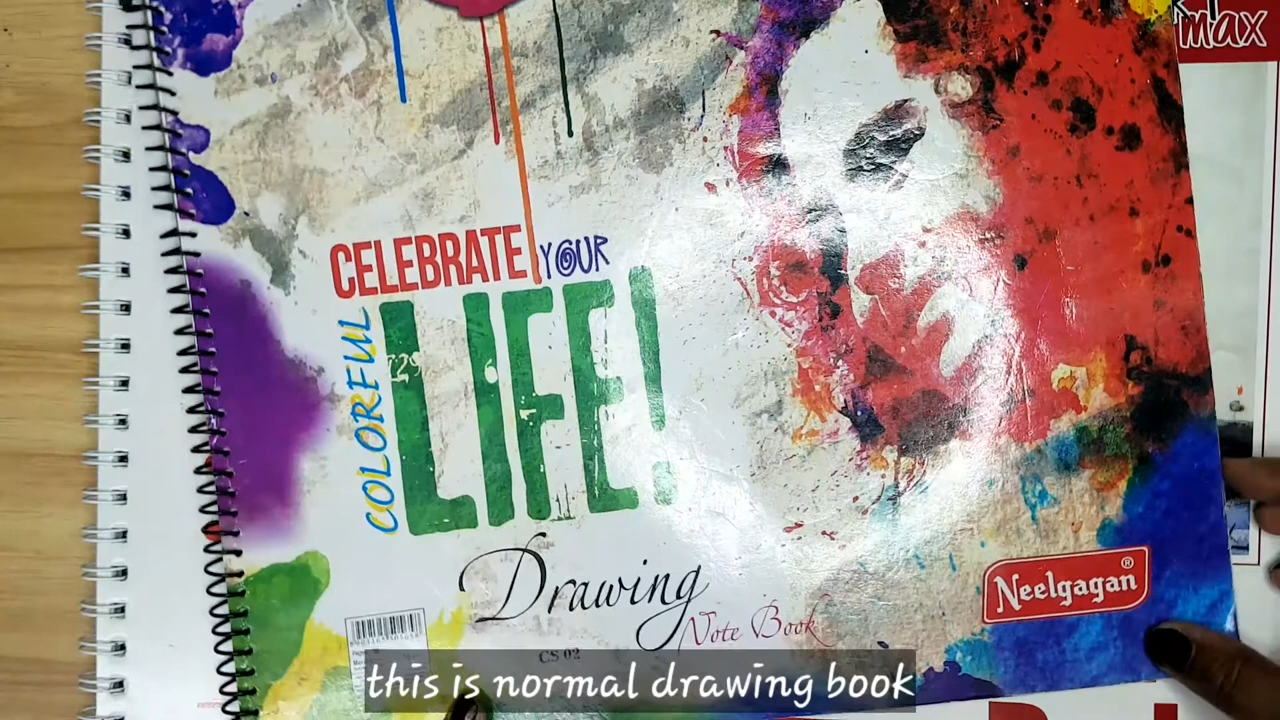 max
CELEBRATE YOUR
COLORFUL
LIFE!
Drawing
Note Book
Neelgagan®
CS 02
this is normal drawing book